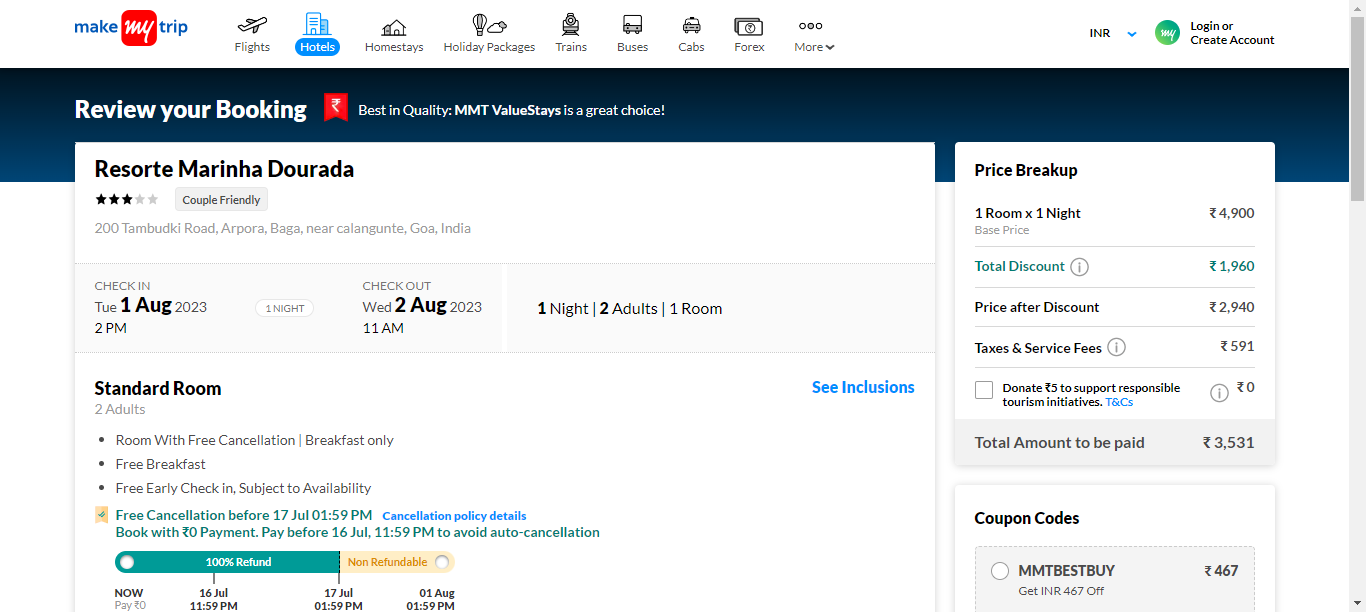 make my trip
Flights
Hotels
Homestays
Holiday Packages
Trains
Buses
Cabs
Forex
More
INR
my
Login or
Create Account
Review your Booking
₹
Best in Quality: MMT ValueStays is a great choice!
Resorte Marinha Dourada
Couple Friendly
200 Tambudki Road, Arpora, Baga, near calangunte, Goa, India
CHECK IN
Tue 1 Aug 2023
2 PM
1 NIGHT
CHECK OUT
Wed 2 Aug 2023
11 AM
1 Night | 2 Adults | 1 Room
Standard Room
See Inclusions
2 Adults
• Room With Free Cancellation | Breakfast only
• Free Breakfast
• Free Early Check in, Subject to Availability
Free Cancellation before 17 Jul 01:59 PM Cancellation policy details
Book with ₹0 Payment. Pay before 16 Jul, 11:59 PM to avoid auto-cancellation
100% Refund
Non Refundable
NOW
Pay ₹0
16 Jul
11:59 PM
17 Jul
01:59 PM
01 Aug
01:59 PM
Price Breakup
1 Room x 1 Night ₹ 4,900
Base Price
Total Discount i ₹ 1,960
Price after Discount ₹ 2,940
Taxes & Service Fees i ₹ 591
Donate ₹5 to support responsible i ₹ 0
tourism initiatives. T&Cs
Total Amount to be paid ₹ 3,531
Coupon Codes
MMTBESTBUY ₹ 467
Get INR 467 Off